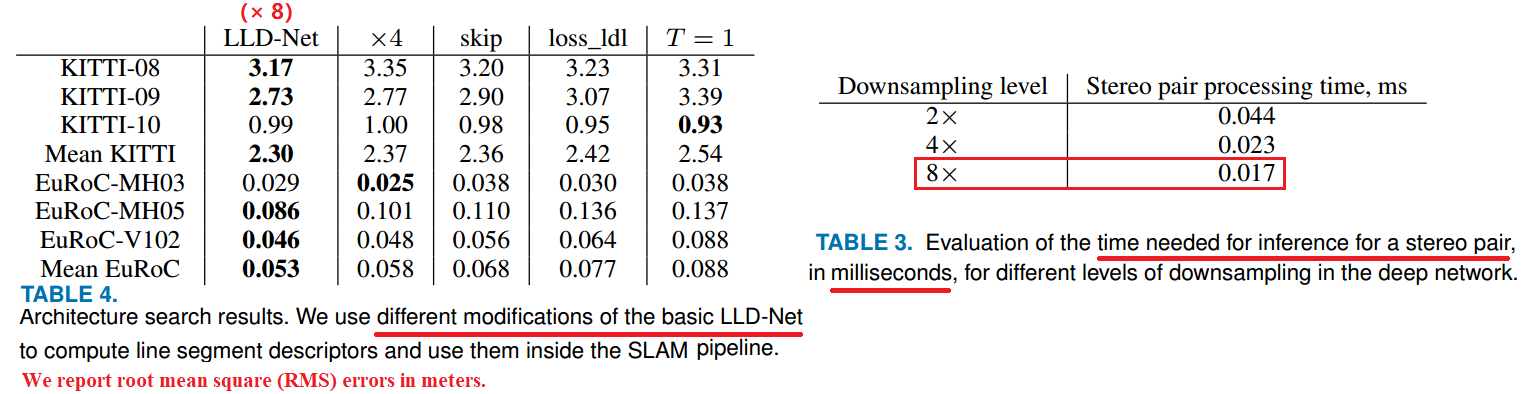 (× 8)
LLD-Net ×4 skip loss_ldl T = 1
KITTI-08 3.17 3.35 3.20 3.23 3.31
KITTI-09 2.73 2.77 2.90 3.07 3.39
KITTI-10 0.99 1.00 0.98 0.95 0.93
Mean KITTI 2.30 2.37 2.36 2.42 2.54
EuRoC-MH03 0.029 0.025 0.038 0.030 0.038
EuRoC-MH05 0.086 0.101 0.110 0.136 0.137
EuRoC-V102 0.046 0.048 0.056 0.064 0.088
Mean EuRoC 0.053 0.058 0.068 0.077 0.088
TABLE 4.
Architecture search results. We use different modifications of the basic LLD-Net
to compute line segment descriptors and use them inside the SLAM pipeline.
We report root mean square (RMS) errors in meters.
Downsampling level Stereo pair processing time, ms
2× 0.044
4× 0.023
8× 0.017
TABLE 3. Evaluation of the time needed for inference for a stereo pair,
in milliseconds, for different levels of downsampling in the deep network.